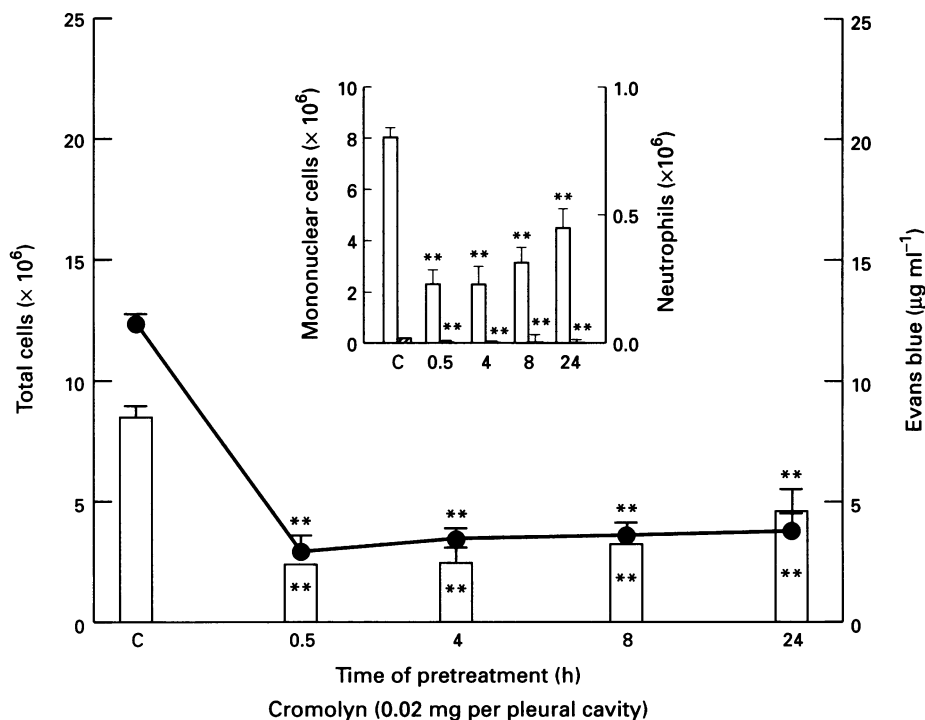 Total cells (× 10⁶)
25
20
15
10
5
0
Mononuclear cells (× 10⁶)
10
8
6
4
2
0
** ** ** **
** ** ** **
C 0.5 4 8 24
1.0
0.5
0.0
Neutrophils (×10⁶)
25
20
15
10
5
0
Evans blue (μg ml⁻¹)
** ** ** **
** ** ** **
C 0.5 4 8 24
Time of pretreatment (h)
Cromolyn (0.02 mg per pleural cavity)